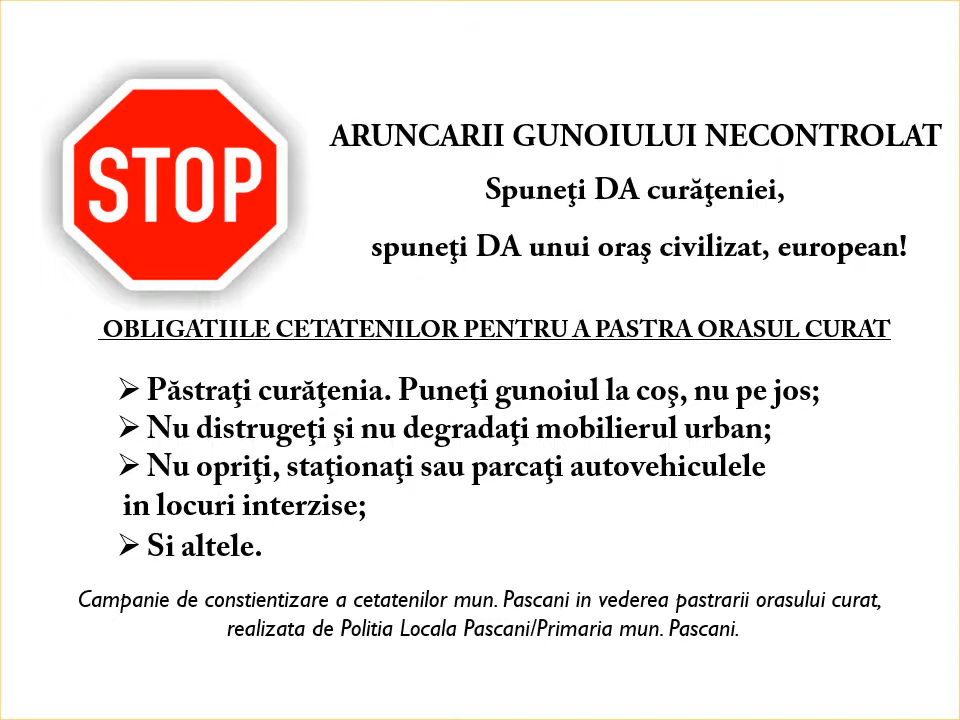 STOP
ARUNCARII GUNOIULUI NECONTROLAT
Spuneţi DA curăţeniei,
spuneţi DA unui oraş civilizat, european!
OBLIGATIILE CETATENILOR PENTRU A PASTRA ORASUL CURAT
➢ Păstraţi curăţenia. Puneţi gunoiul la coş, nu pe jos;
➢ Nu distrugeţi şi nu degradaţi mobilierul urban;
➢ Nu opriţi, staţionaţi sau parcaţi autovehiculele
in locuri interzise;
➢ Si altele.
Campanie de constientizare a cetatenilor mun. Pascani in vederea pastrarii orasului curat,
realizata de Politia Locala Pascani/Primaria mun. Pascani.